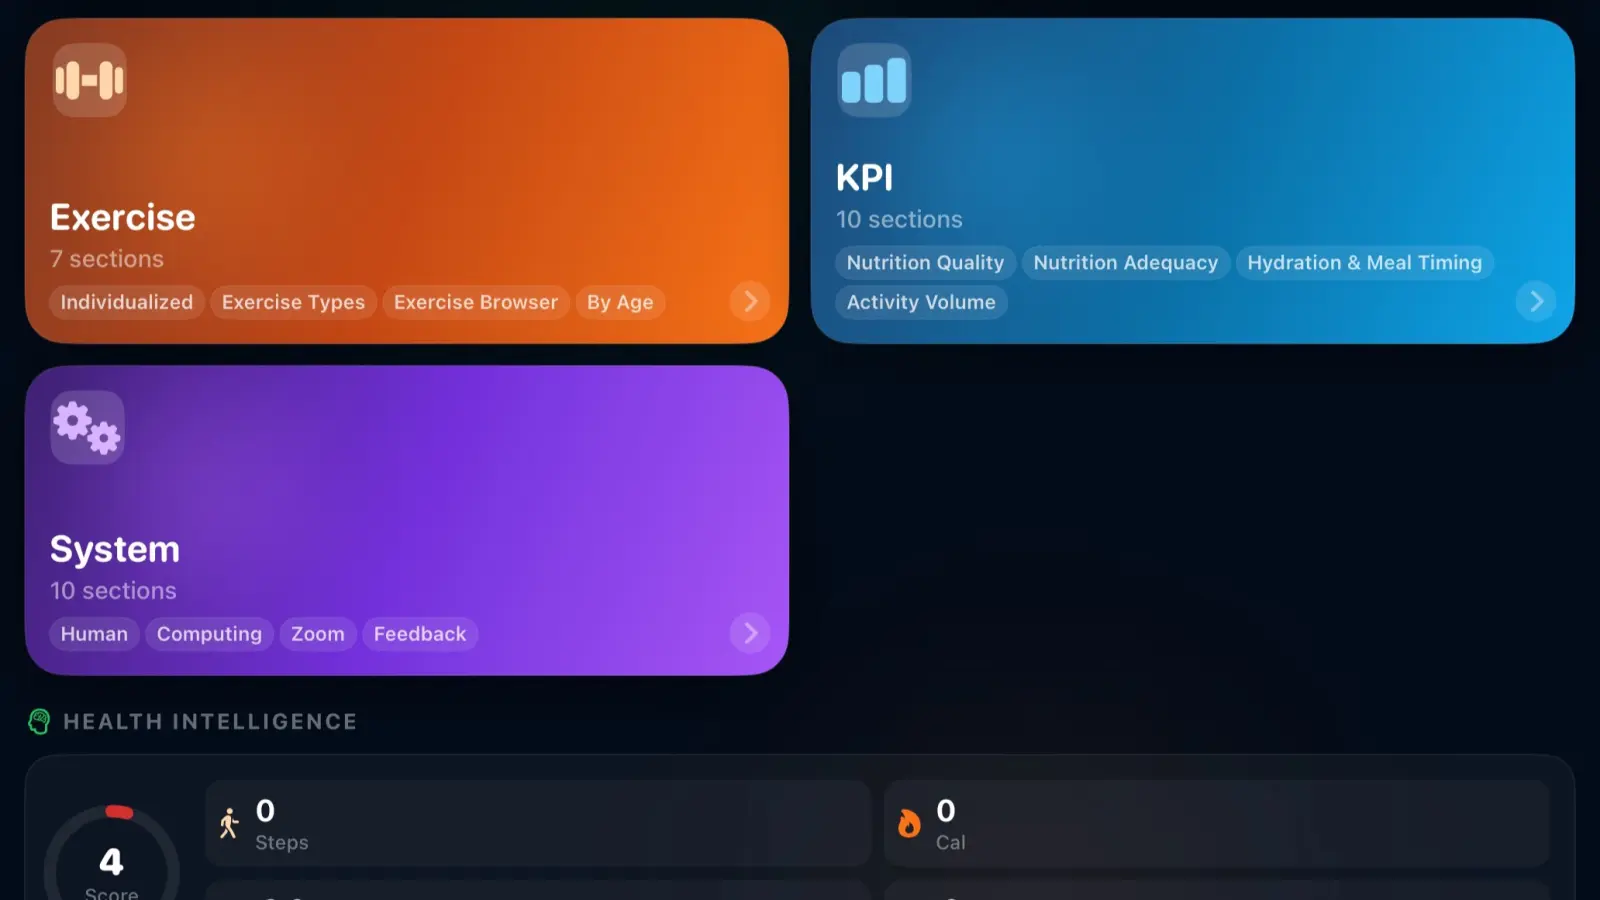 Exercise
7 sections
Individualized Exercise Types Exercise Browser By Age
KPI
10 sections
Nutrition Quality Nutrition Adequacy Hydration & Meal Timing
Activity Volume
System
10 sections
Human Computing Zoom Feedback
HEALTH INTELLIGENCE
4
Score
0
Steps
0
Cal